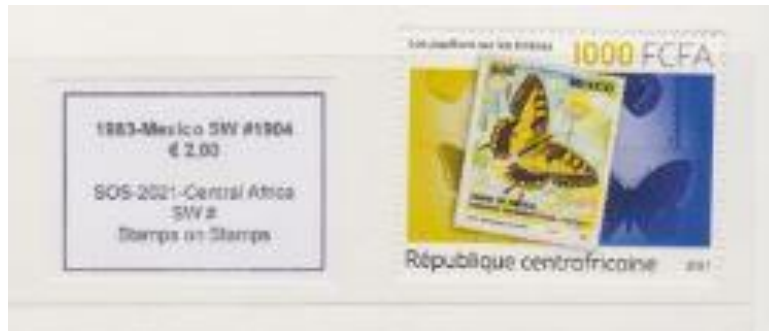 1983-Mexico SW #1904
€ 2,00
SOS-2021-Central Africa
SW #
Stamps on Stamps
Les papillons sur les timbres
1000 FCFA
MEXICO
République centrafricaine
2021